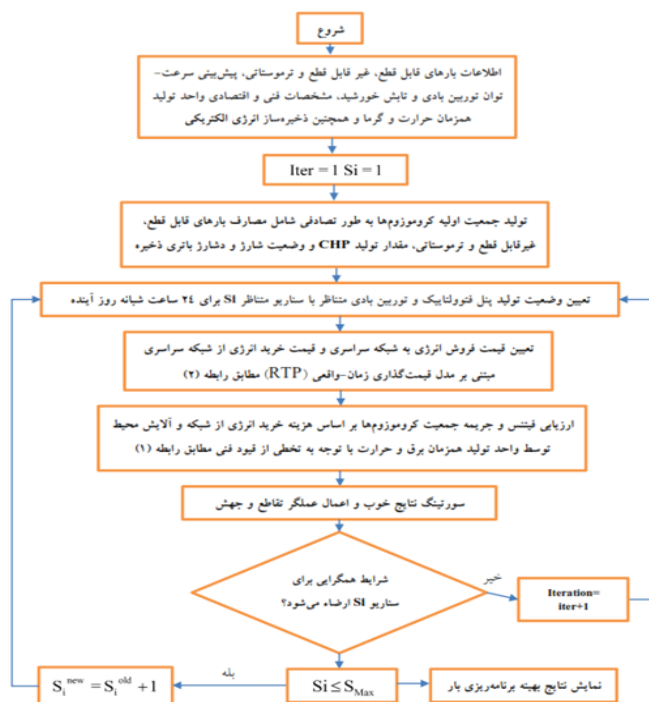 شروع
اطلاعات بارهای قابل قطع، غیر قابل قطع و ترموستاتی، پیش‌بینی سرعت-
توان توربین بادی و تابش خورشید، مشخصات فنی و اقتصادی واحد تولید
همزمان حرارت و گرما و همچنین ذخیره‌ساز انرژی الکتریکی
Iter = 1 Si = 1
تولید جمعیت اولیه کروموزوم‌ها به طور تصادفی شامل مصارف بارهای قابل قطع،
غیرقابل قطع و ترموستاتی، مقدار تولید CHP و وضعیت شارژ و دشارژ باتری ذخیره
تعیین وضعیت تولید پنل فتوولتاییک و توربین بادی متناظر با سناریو متناظر Si برای ٢٤ ساعت شبانه روز آینده
تعیین قیمت فروش انرژی به شبکه سراسری و قیمت خرید انرژی از شبکه سراسری
مبتنی بر مدل قیمت‌گذاری زمان-واقعی (RTP) مطابق رابطه (٢)
ارزیابی فیتنس و جریمه جمعیت کروموزوم‌ها بر اساس هزینه خرید انرژی از شبکه و آلایش محیط
توسط واحد تولید همزمان برق و حرارت با توجه به تخطی از قیود فنی مطابق رابطه (١)
سورتینگ نتایج خوب و اعمال عملگر تقاطع و جهش
شرایط همگرایی برای
سناریو Si ارضاء می‌شود؟
خیر
Iteration=
iter+1
بله
S_i^new = S_i^old + 1
Si ≤ S_Max
نمایش نتایج بهینه برنامه‌ریزی بار